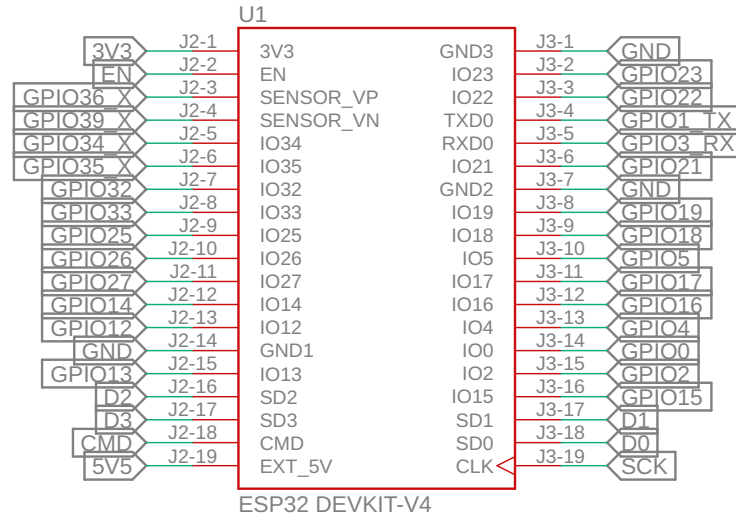 U1
3V3 J2-1 3V3 GND3 J3-1 GND
EN J2-2 EN IO23 J3-2 GPIO23
GPIO36_X J2-3 SENSOR_VP IO22 J3-3 GPIO22
GPIO39_X J2-4 SENSOR_VN TXD0 J3-4 GPIO1_TX
GPIO34_X J2-5 IO34 RXD0 J3-5 GPIO3_RX
GPIO35_X J2-6 IO35 IO21 J3-6 GPIO21
GPIO32 J2-7 IO32 GND2 J3-7 GND
GPIO33 J2-8 IO33 IO19 J3-8 GPIO19
GPIO25 J2-9 IO25 IO18 J3-9 GPIO18
GPIO26 J2-10 IO26 IO5 J3-10 GPIO5
GPIO27 J2-11 IO27 IO17 J3-11 GPIO17
GPIO14 J2-12 IO14 IO16 J3-12 GPIO16
GPIO12 J2-13 IO12 IO4 J3-13 GPIO4
GND J2-14 GND1 IO0 J3-14 GPIO0
GPIO13 J2-15 IO13 IO2 J3-15 GPIO2
D2 J2-16 SD2 IO15 J3-16 GPIO15
D3 J2-17 SD3 SD1 J3-17 D1
CMD J2-18 CMD SD0 J3-18 D0
5V5 J2-19 EXT_5V CLK J3-19 SCK
ESP32 DEVKIT-V4